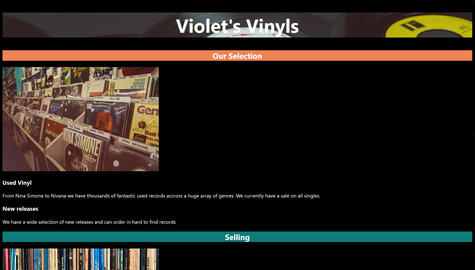 Violet's Vinyls
Our Selection
Used Vinyl
From Nina Simone to Nivana we have thousands of fantastic used records accross a huge array of genres. We currently have a sale on all singles.
New releases
We have a wide selection of new releases and can order in hard to find records
Selling